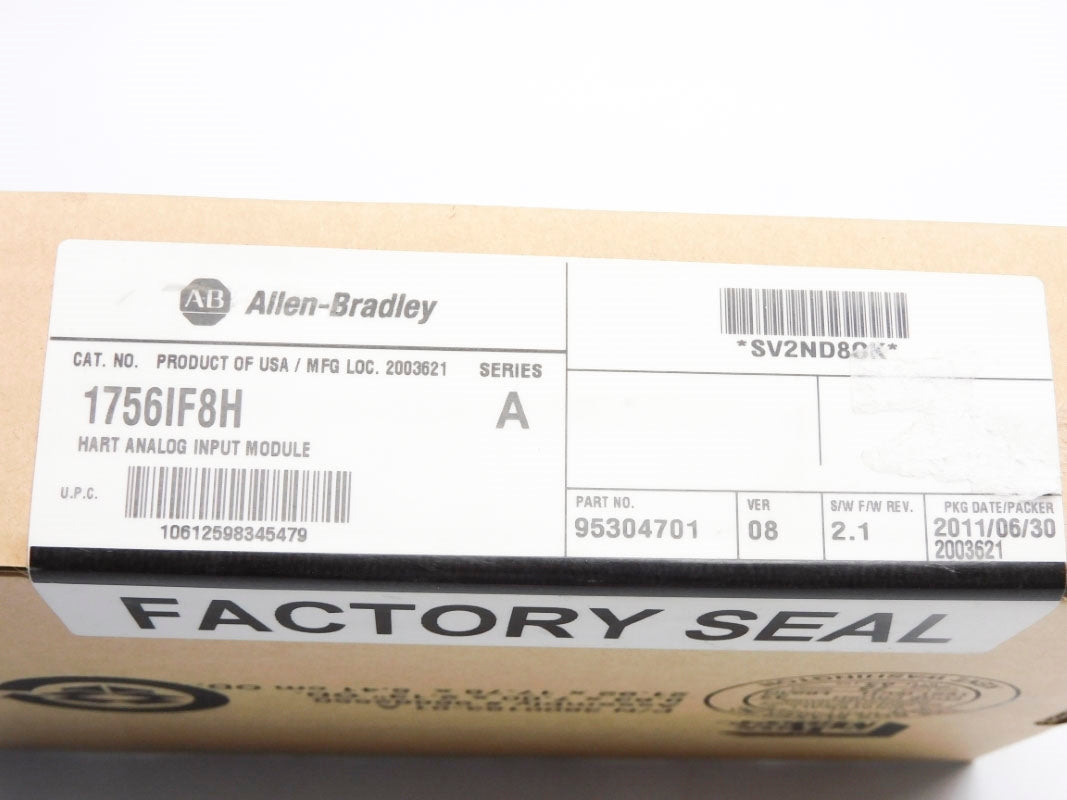 AB Allen-Bradley
CAT. NO. PRODUCT OF USA / MFG LOC. 2003621 SERIES
1756IF8H A
HART ANALOG INPUT MODULE
U.P.C.
10612598345479
PART NO.
95304701
VER
08
S/W F/W REV.
2.1
PKG DATE/PACKER
2011/06/30
2003621
FACTORY SEAL